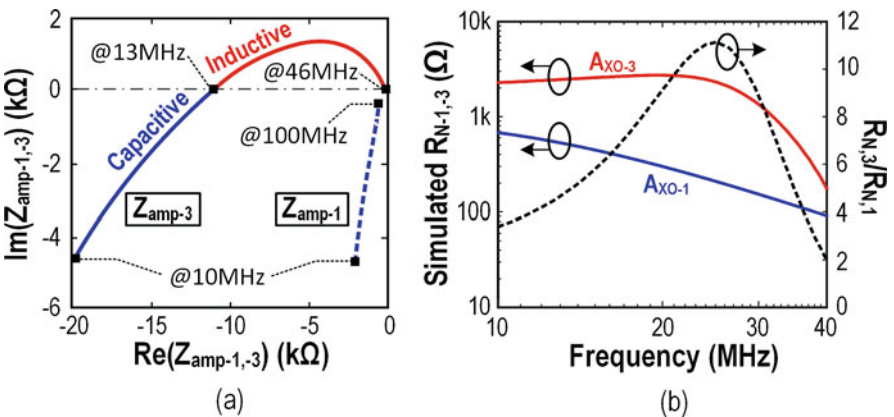 2
0
-2
-4
-6
-20
-15
-10
-5
0
Im(Zamp-1,-3) (kΩ)
Re(Zamp-1,-3) (kΩ)
@13MHz
Inductive
@46MHz
@100MHz
Capacitive
Zamp-3
Zamp-1
@10MHz
(a)
10k
1k
100
10
10
20
30
40
12
10
8
6
4
2
0
Simulated RN-1,-3 (Ω)
Frequency (MHz)
RN,3/RN,1
AXO-3
AXO-1
(b)